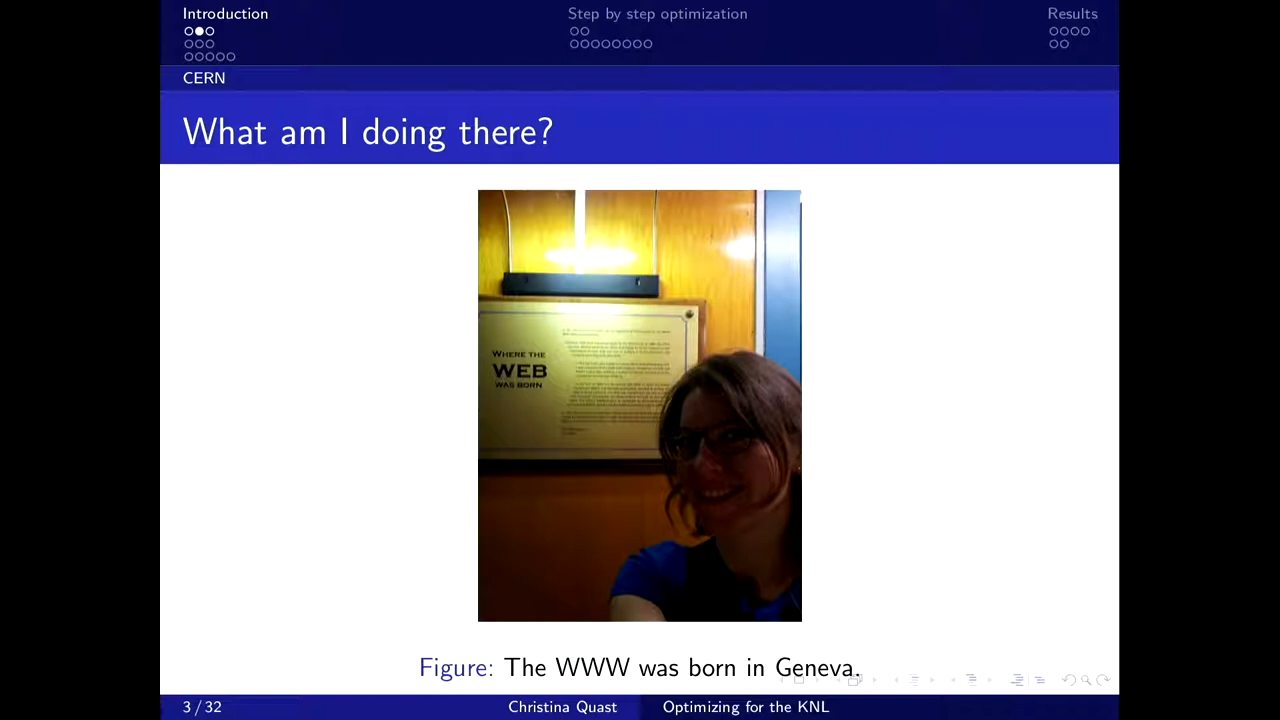 Introduction
Step by step optimization
Results
CERN
What am I doing there?
WHERE THE
WEB
WAS BORN
Figure: The WWW was born in Geneva.
3 / 32
Christina Quast
Optimizing for the KNL